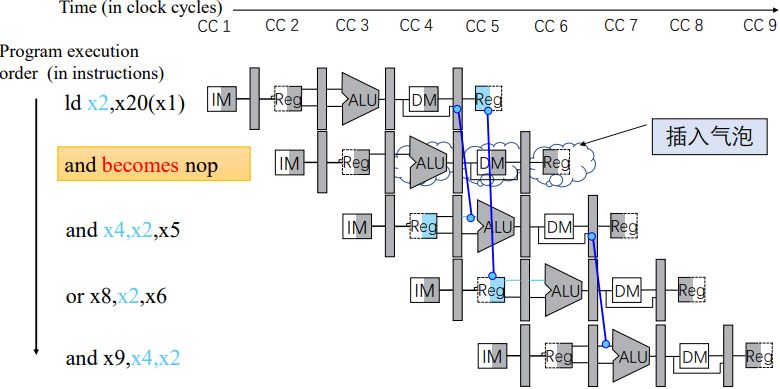 Time (in clock cycles)
CC 1 CC 2 CC 3 CC 4 CC 5 CC 6 CC 7 CC 8 CC 9
Program execution
order (in instructions)
ld x2,x20(x1)
IM Reg ALU DM Reg
and becomes nop
IM Reg ALU DM Reg
插入气泡
and x4,x2,x5
IM Reg ALU DM Reg
or x8,x2,x6
IM Reg ALU DM Reg
and x9,x4,x2
IM Reg ALU DM Reg